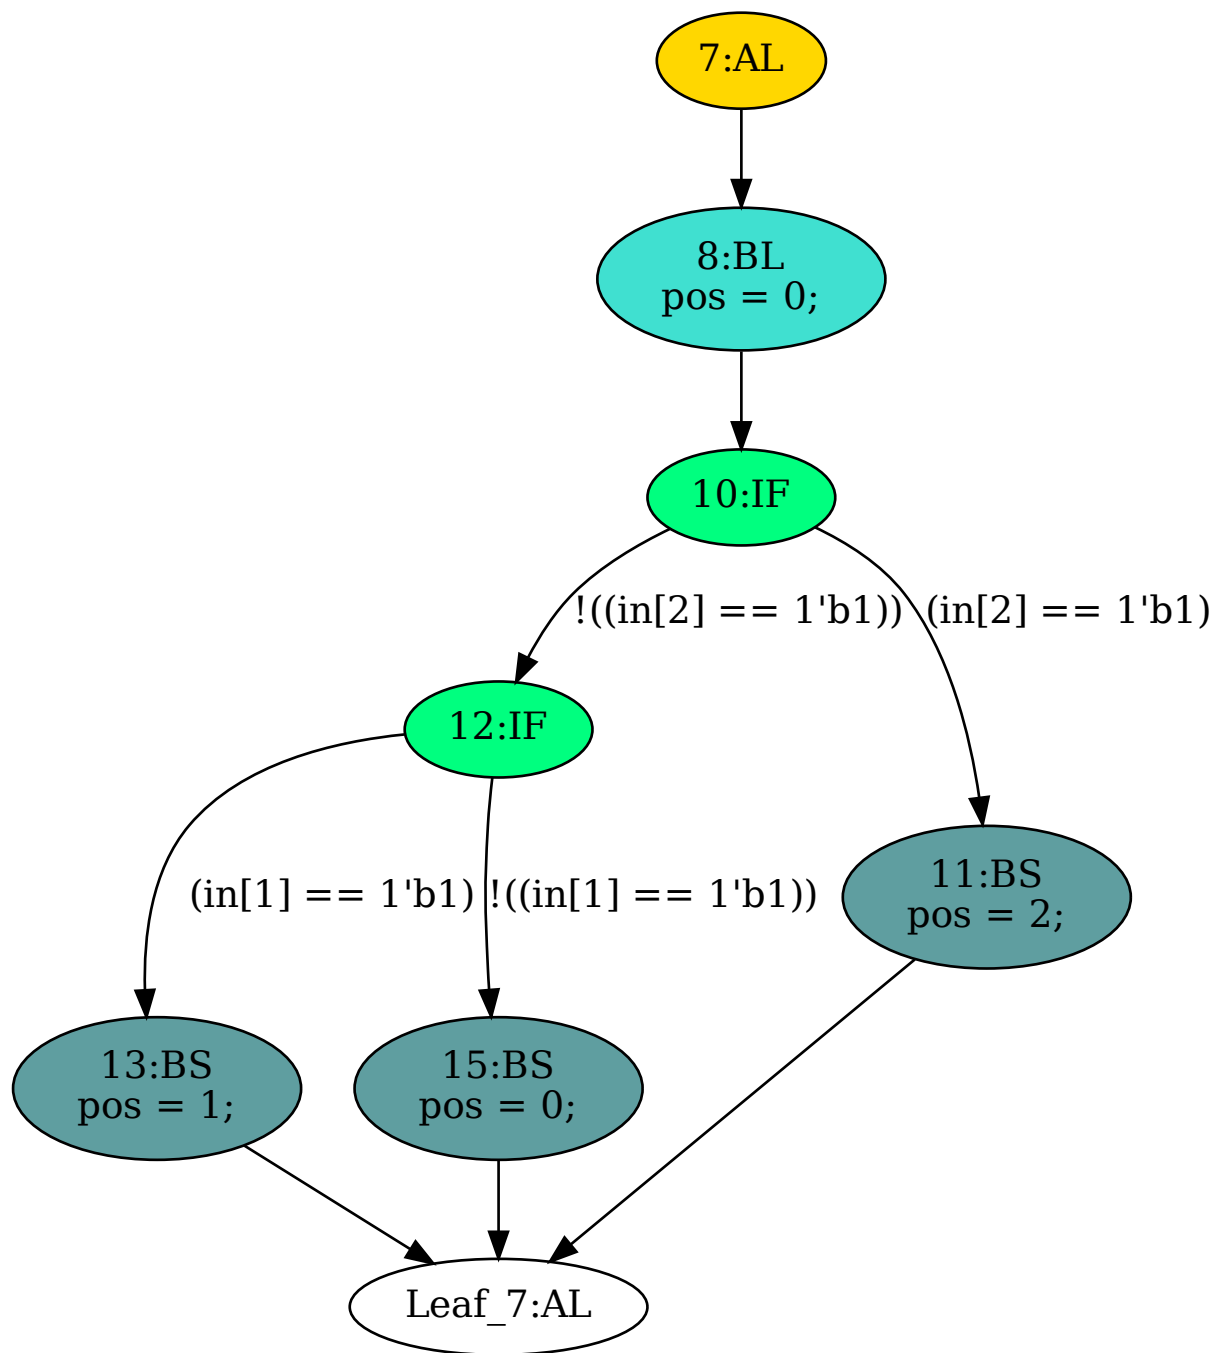 7:AL
8:BL
pos = 0;
10:IF
!((in[2] == 1'b1))
(in[2] == 1'b1)
12:IF
(in[1] == 1'b1)
!((in[1] == 1'b1))
11:BS
pos = 2;
13:BS
pos = 1;
15:BS
pos = 0;
Leaf_7:AL